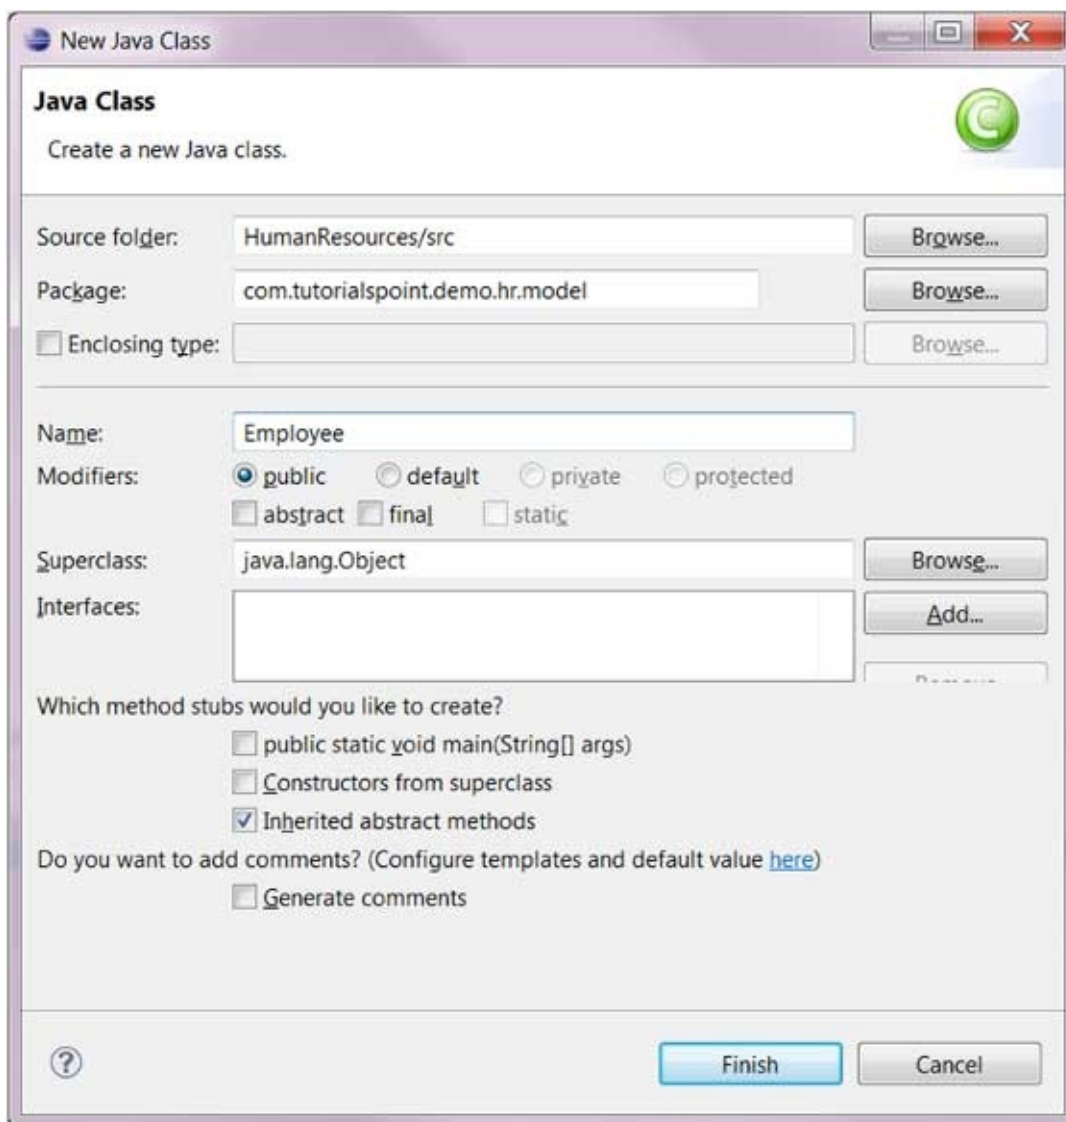 New Java Class
Java Class
Create a new Java class.
Source folder: HumanResources/src Browse...
Package: com.tutorialspoint.demo.hr.model Browse...
Enclosing type: Browse...
Name: Employee
Modifiers: public default private protected
abstract final static
Superclass: java.lang.Object Browse...
Interfaces: Add...
Which method stubs would you like to create?
public static void main(String[] args)
Constructors from superclass
Inherited abstract methods
Do you want to add comments? (Configure templates and default value here)
Generate comments
Finish Cancel